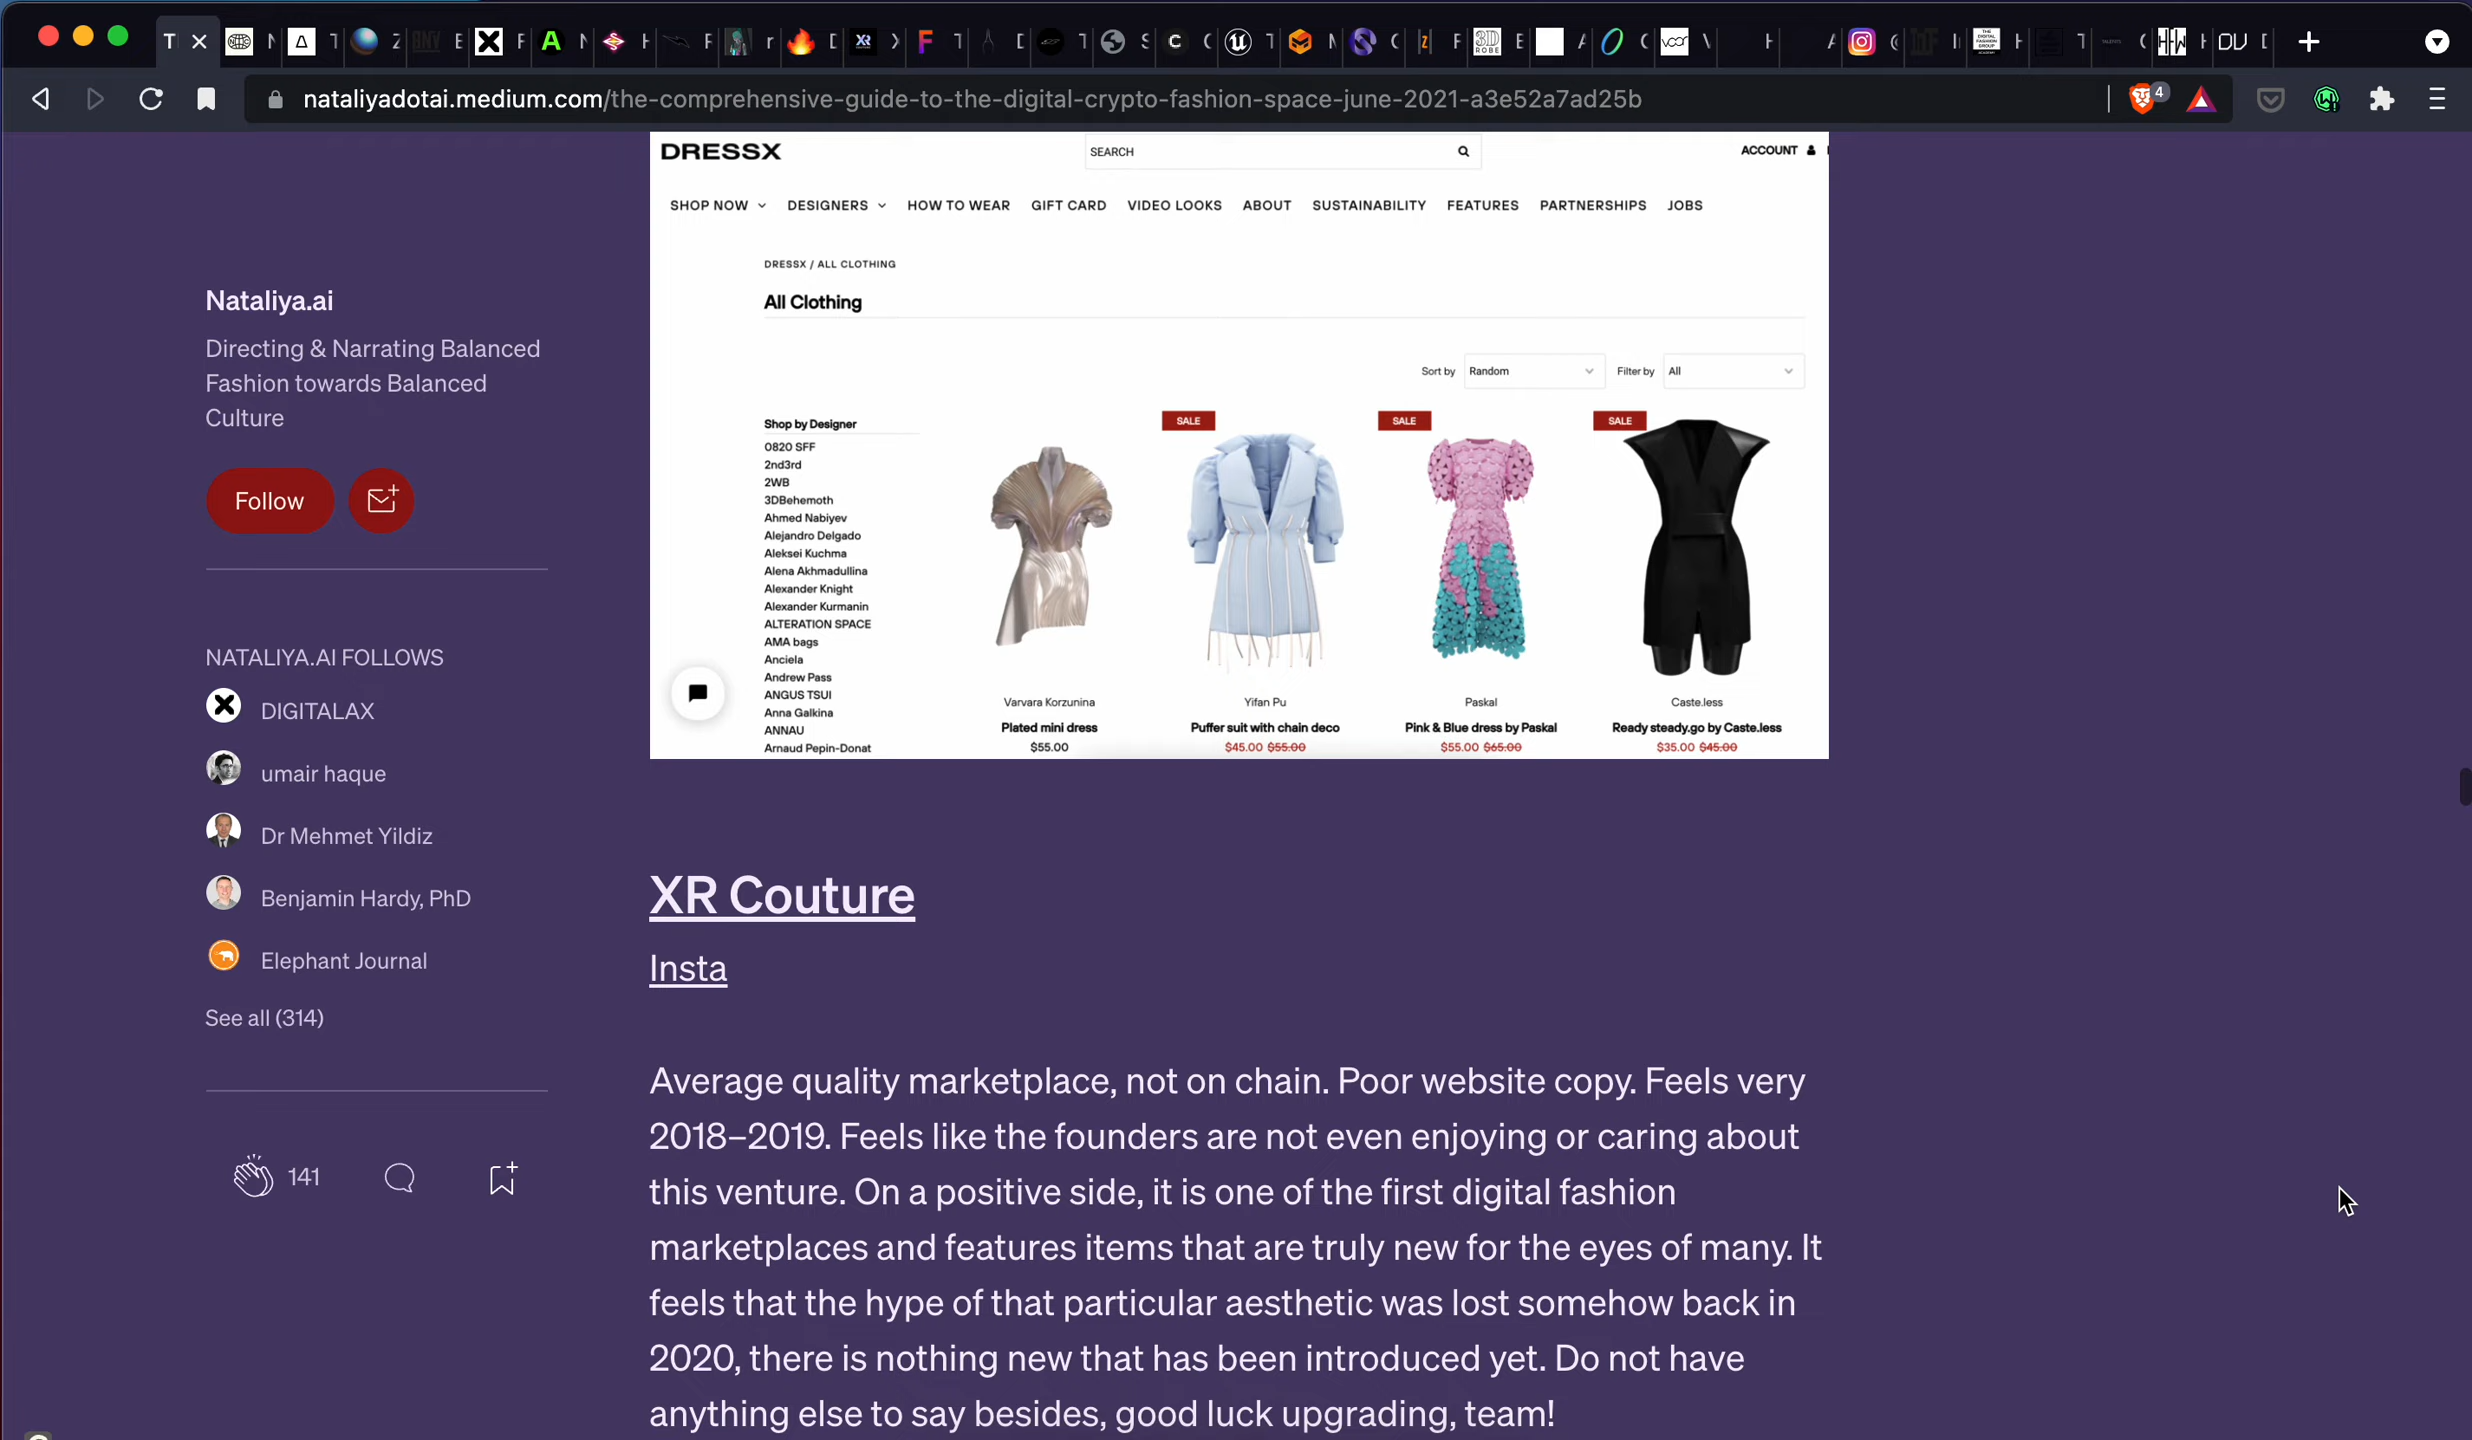 nataliyadotai.medium.com/the-comprehensive-guide-to-the-digital-crypto-fashion-space-june-2021-a3e52a7ad25b
4
Nataliya.ai
Directing & Narrating Balanced
Fashion towards Balanced
Culture
Follow
NATALIYA.AI FOLLOWS
DIGITALAX
umair haque
Dr Mehmet Yildiz
Benjamin Hardy, PhD
Elephant Journal
See all (314)
141
DRESSX
SEARCH
ACCOUNT
SHOP NOW DESIGNERS HOW TO WEAR GIFT CARD VIDEO LOOKS ABOUT SUSTAINABILITY FEATURES PARTNERSHIPS JOBS
DRESSX / ALL CLOTHING
All Clothing
Sort by Random Filter by All
Shop by Designer
0820 SFF
2nd3rd
2WB
3DBehemoth
Ahmed Nabiyev
Alejandro Delgado
Aleksei Kuchma
Alena Akhmadullina
Alexander Knight
Alexander Kurmanin
ALTERATION SPACE
AMA bags
Anciela
Andrew Pass
ANGUS TSUI
Anna Galkina
ANNAU
Arnaud Pepin-Donat
SALE SALE SALE
Varvara Korzunina Yifan Pu Paskal Caste.less
Plated mini dress Puffer suit with chain deco Pink & Blue dress by Paskal Ready steady.go by Caste.less
$55.00 $45.00 $55.00 $55.00 $65.00 $35.00 $45.00
XR Couture
Insta
Average quality marketplace, not on chain. Poor website copy. Feels very
2018–2019. Feels like the founders are not even enjoying or caring about
this venture. On a positive side, it is one of the first digital fashion
marketplaces and features items that are truly new for the eyes of many. It
feels that the hype of that particular aesthetic was lost somehow back in
2020, there is nothing new that has been introduced yet. Do not have
anything else to say besides, good luck upgrading, team!